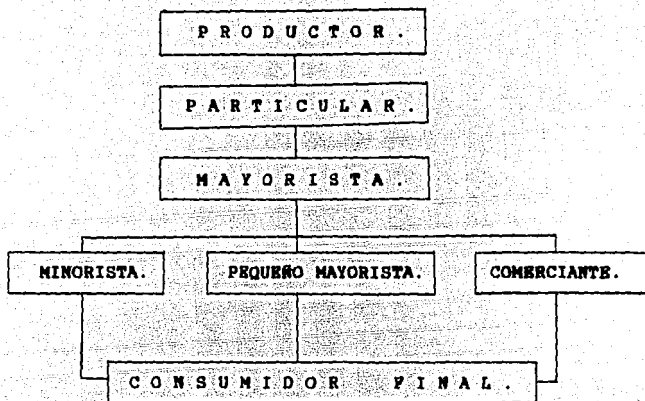 PRODUCTOR.
PARTICULAR.
MAYORISTA.
MINORISTA. PEQUEÑO MAYORISTA. COMERCIANTE.
CONSUMIDOR FINAL.